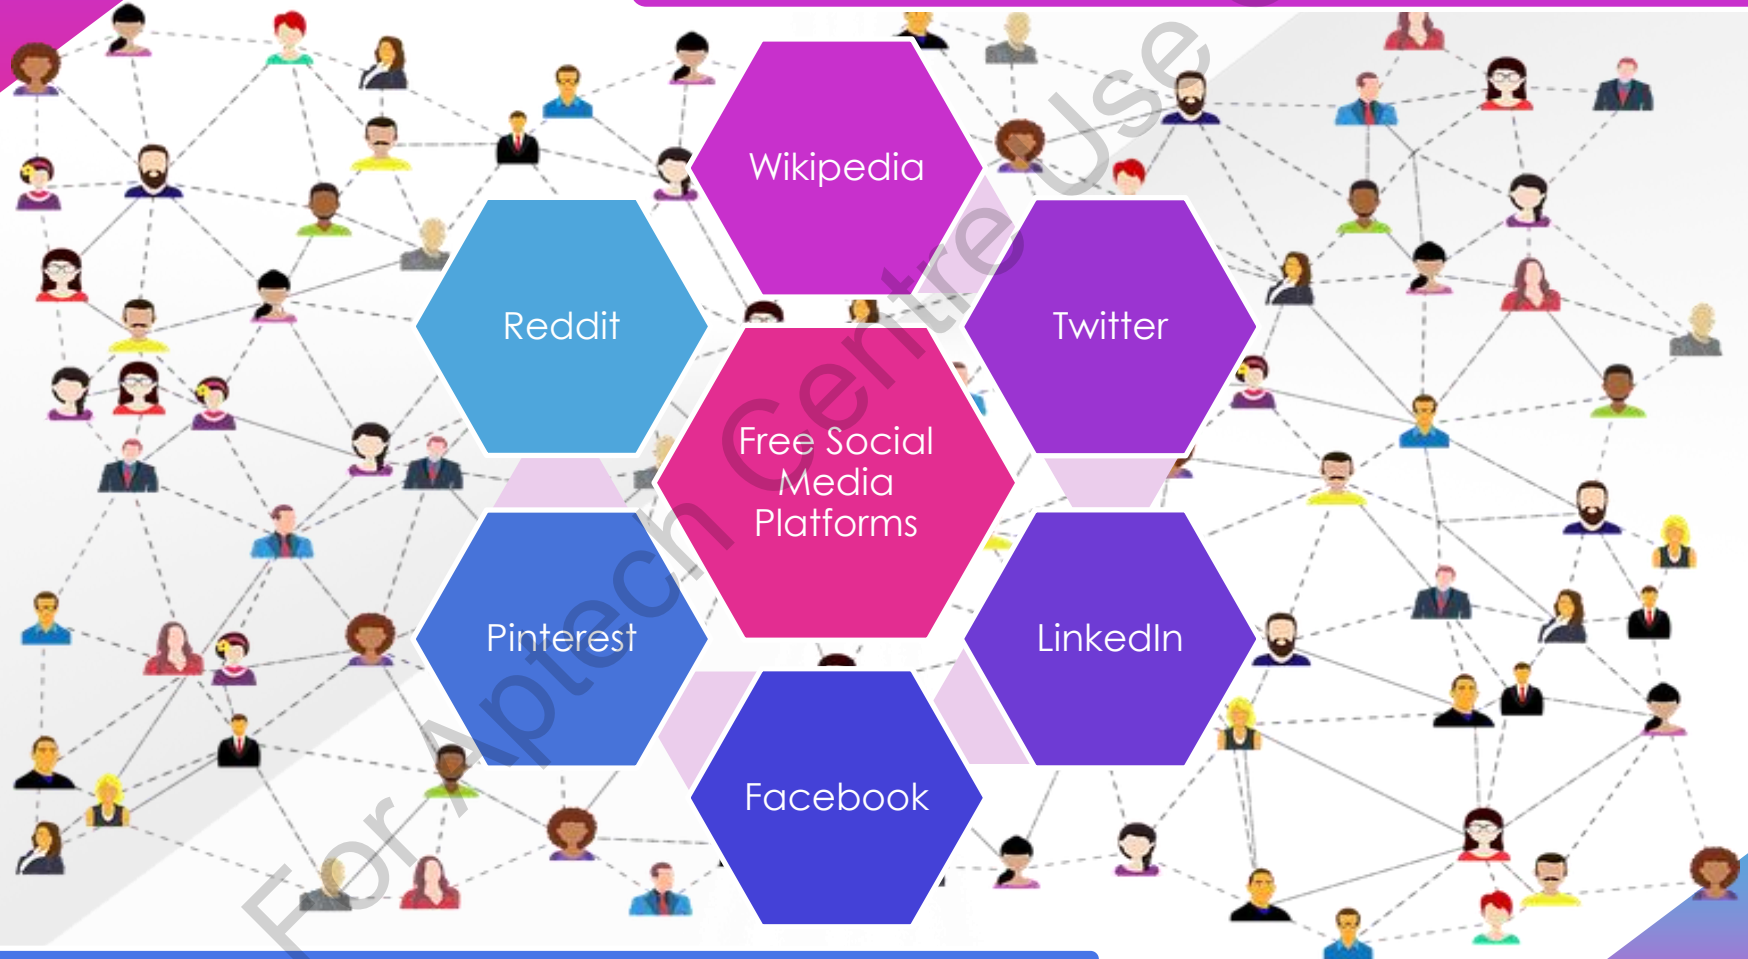 Wikipedia
Reddit
Twitter
Free Social
Media
Platforms
Pinterest
LinkedIn
Facebook
For Aptech Centre Use